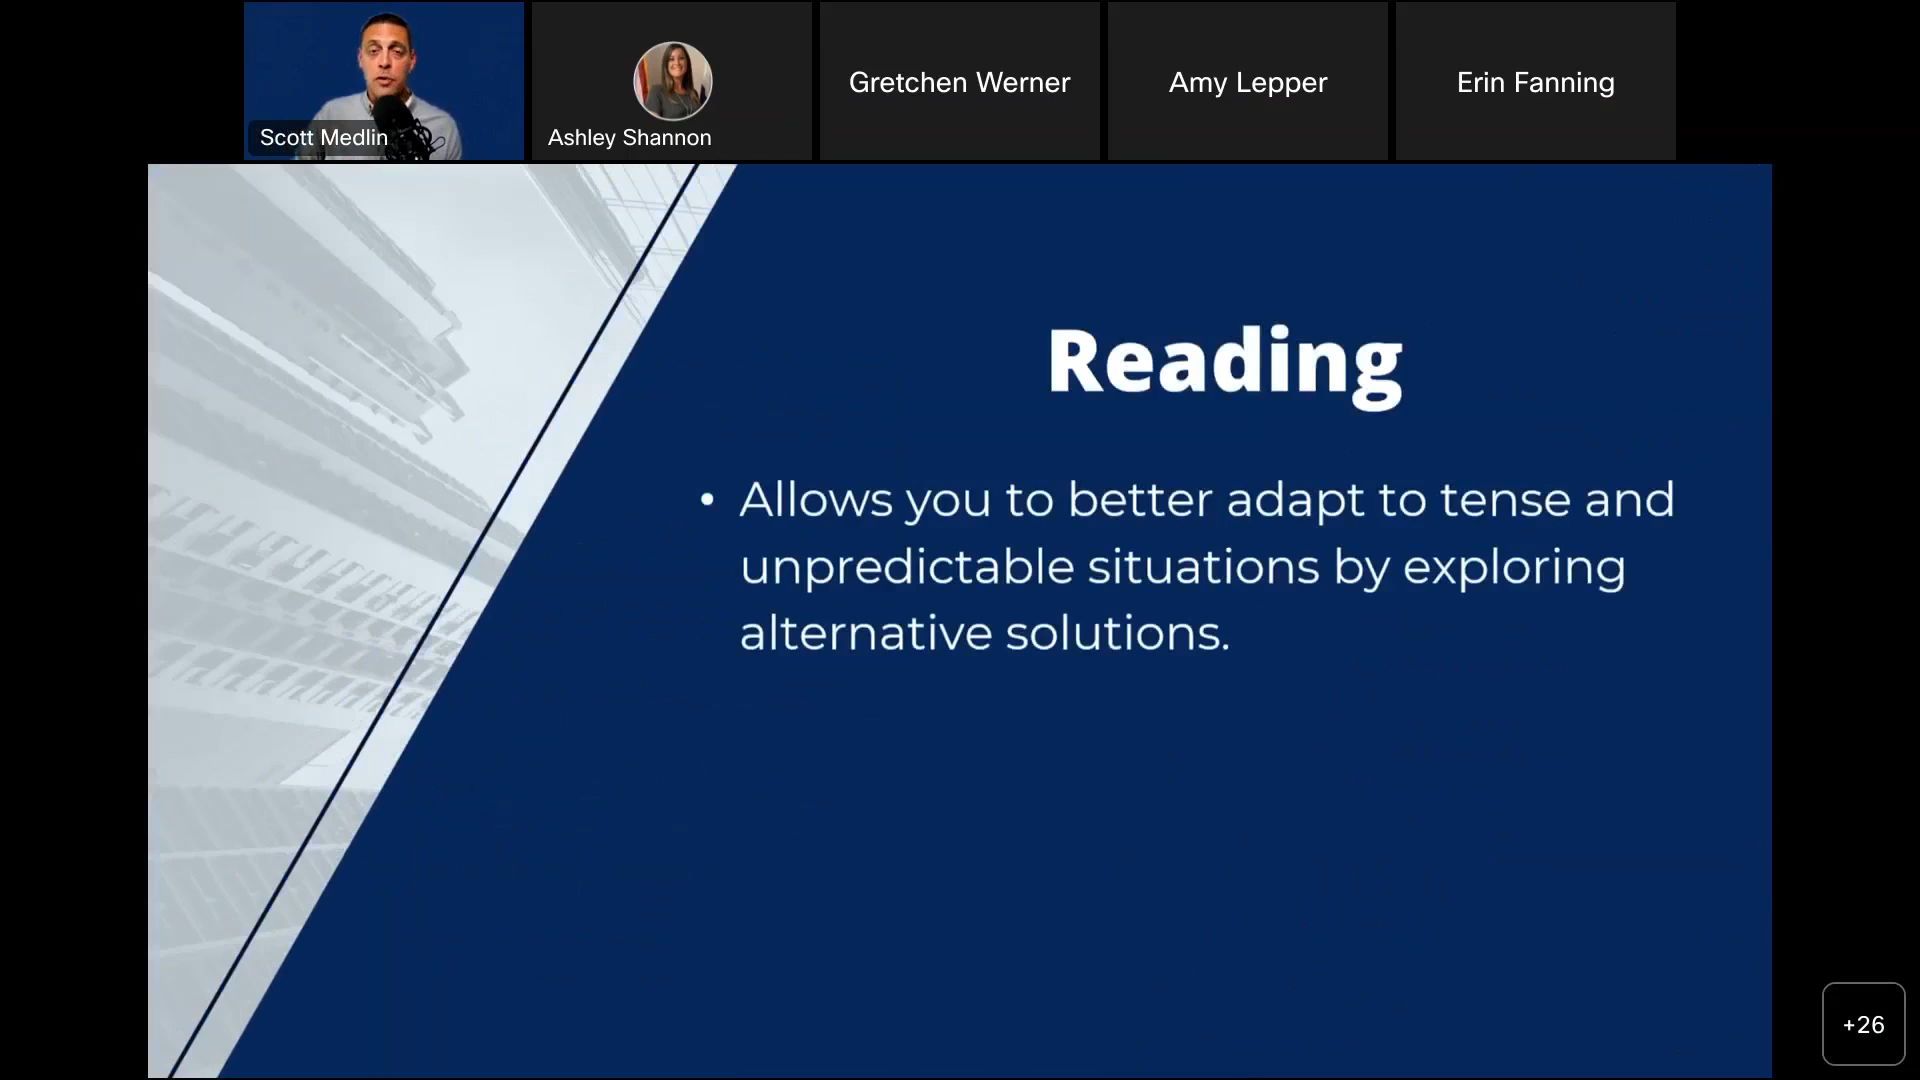 Scott Medlin
Ashley Shannon
Gretchen Werner
Amy Lepper
Erin Fanning
Reading
• Allows you to better adapt to tense and
unpredictable situations by exploring
alternative solutions.
+26